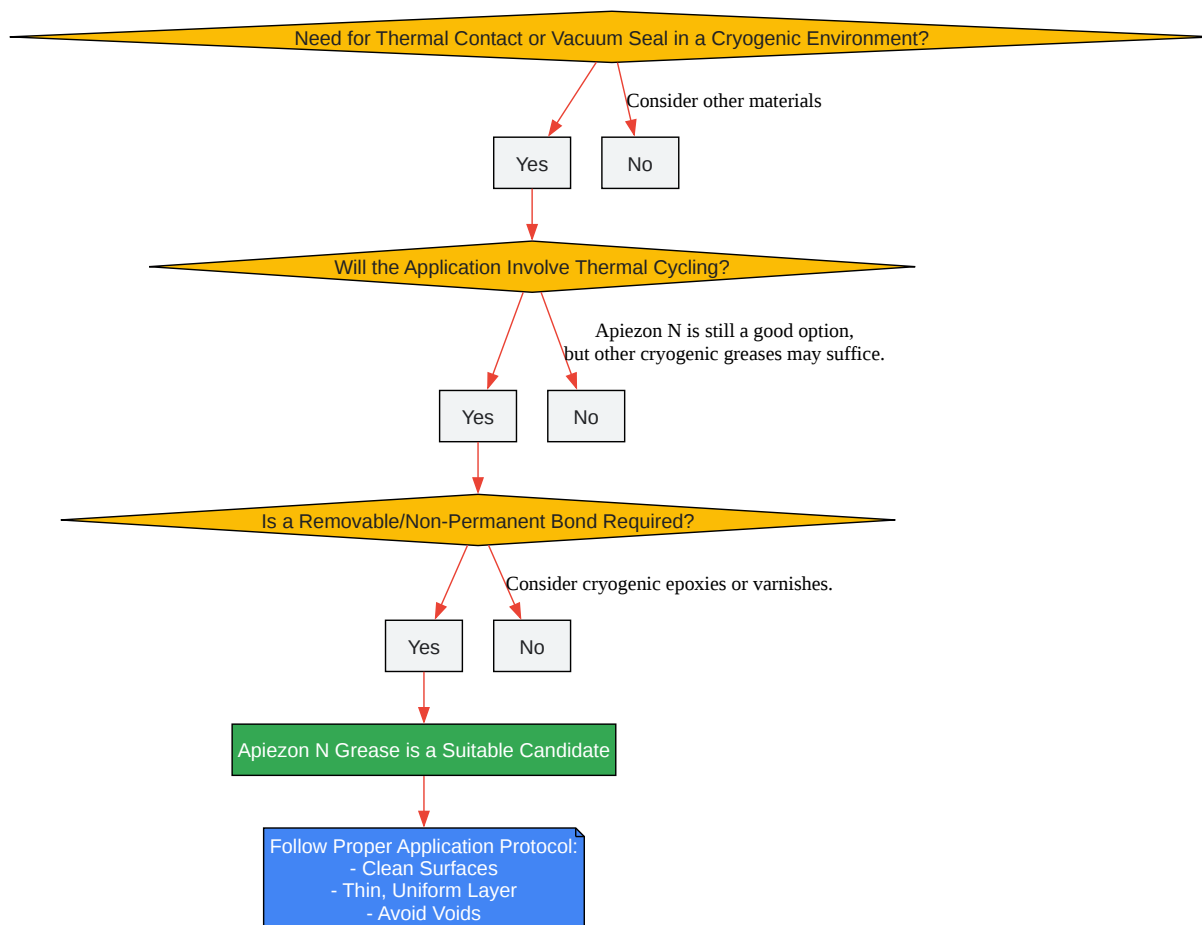 Need for Thermal Contact or Vacuum Seal in a Cryogenic Environment?
Consider other materials
Yes
No
Will the Application Involve Thermal Cycling?
Apiezon N is still a good option,
but other cryogenic greases may suffice.
Yes
No
Is a Removable/Non-Permanent Bond Required?
Consider cryogenic epoxies or varnishes.
Yes
No
Apiezon N Grease is a Suitable Candidate
Follow Proper Application Protocol:
- Clean Surfaces
- Thin, Uniform Layer
- Avoid Voids